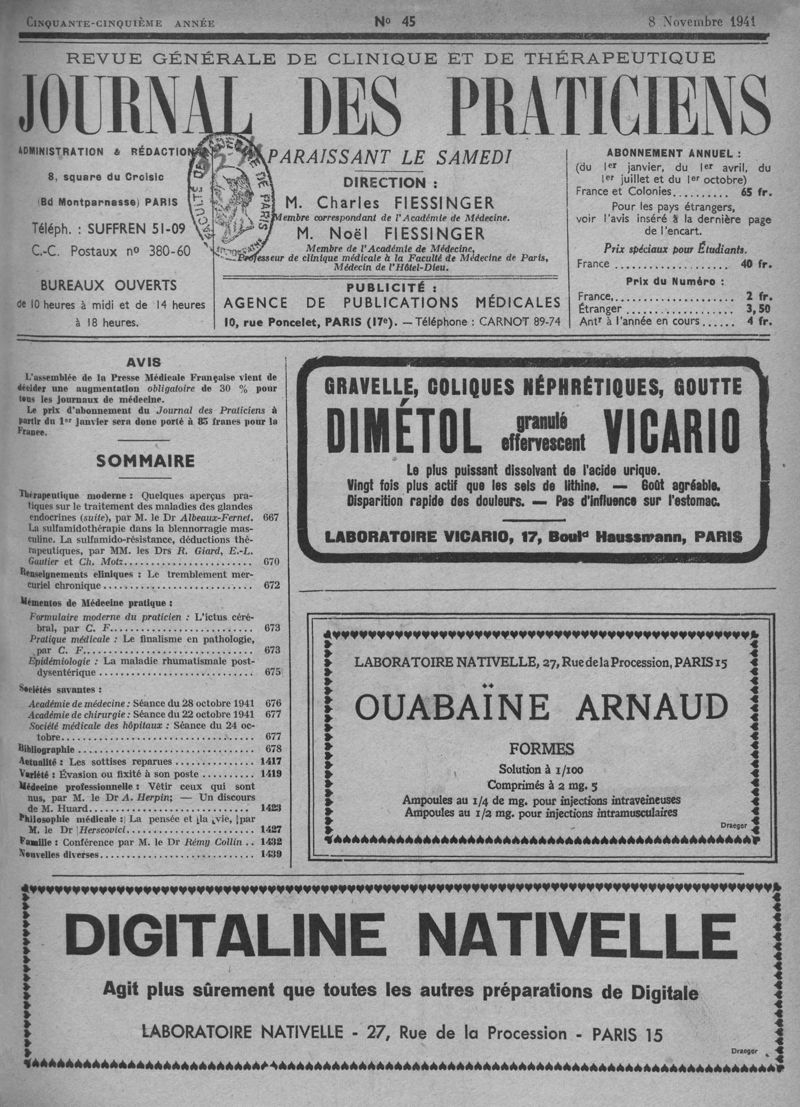 CINQUANTE-CINQUIÈME ANNÉE
No 45
8 Novembre 1941
REVUE GÉNÉRALE DE CLINIQUE ET DE THÉRAPEUTIQUE
JOURNAL DES PRATICIENS
ADMINISTRATION & RÉDACTION
8, square du Croisic
(Bd Montparnasse) PARIS
Téléph. : SUFFREN 51-09
C.-C. Postaux no 380-60
BUREAUX OUVERTS
de 10 heures à midi et de 14 heures
à 18 heures.
PARAISSANT LE SAMEDI
DIRECTION :
M. Charles FIESSINGER
Membre correspondant de l'Académie de Médecine.
M. Noël FIESSINGER
Membre de l'Académie de Médecine,
Professeur de clinique médicale à la Faculté de Médecine de Paris,
Médecin de l'Hôtel-Dieu.
PUBLICITÉ :
AGENCE DE PUBLICATIONS MÉDICALES
10, rue Poncelet, PARIS (17e). — Téléphone : CARNOT 89-74
ABONNEMENT ANNUEL :
(du 1er janvier, du 1er avril, du
1er juillet et du 1er octobre)
France et Colonies.......... 65 fr.
Pour les pays étrangers,
voir l'avis inséré à la dernière page
de l'encart.
Prix spéciaux pour Étudiants.
France ................... 40 fr.
Prix du Numéro :
France..................... 2 fr.
Étranger ................... 3,50
Antr à l'année en cours ...... 4 fr.
AVIS
L'assemblée de la Presse Médicale Française vient de
décider une augmentation obligatoire de 30 % pour
tous les journaux de médecine.
Le prix d'abonnement du Journal des Praticiens à
partir du 1er janvier sera donc porté à 85 francs pour la
France.
SOMMAIRE
Thérapeutique moderne : Quelques aperçus pra-
tiques sur le traitement des maladies des glandes
endocrines (suite), par M. le Dr Albeaux-Fernet. 667
La sulfamidothérapie dans la blennorragie mas-
culine. La sulfamido-résistance, déductions thé-
rapeutiques, par MM. les Drs R. Giard, E.-L.
Gautier et Ch. Motz...................... 670
Renseignements cliniques : Le tremblement mer-
curiel chronique ......................... 672
Mémentos de Médecine pratique :
Formulaire moderne du praticien : L'ictus céré-
bral, par C. F........................... 673
Pratique médicale : Le finalisme en pathologie,
par C. F................................ 673
Epidémiologie : La maladie rhumatismale post-
dysentérique ........................... 675
Sociétés savantes :
Académie de médecine : Séance du 28 octobre 1941 676
Académie de chirurgie : Séance du 22 octobre 1941 677
Société médicale des hôpitaux : Séance du 24 oc-
tobre.................................. 677
Bibliographie ............................. 678
Actualité : Les sottises reparues .............. 1417
Variété : Évasion ou fixité à son poste .......... 1419
Médecine professionnelle : Vêtir ceux qui sont
nus, par M. le Dr A. Herpin; — Un discours
de M. Huard........................... 1423
Philosophie médicale : La pensée et la vie, par
M. le Dr Herscovici ...................... 1427
Famille : Conférence par M. le Dr Rémy Collin .. 1432
Nouvelles diverses.......................... 1439
GRAVELLE, COLIQUES NÉPHRÉTIQUES, GOUTTE
DIMÉTOL granulé effervescent VICARIO
Le plus puissant dissolvant de l'acide urique.
Vingt fois plus actif que les sels de lithine. — Goût agréable.
Disparition rapide des douleurs. — Pas d'influence sur l'estomac.
LABORATOIRE VICARIO, 17, Bould Haussmann, PARIS
LABORATOIRE NATIVELLE, 27, Rue de la Procession, PARIS 15
OUABAÏNE ARNAUD
FORMES
Solution à 1/100
Comprimés à 2 mg. 5
Ampoules au 1/4 de mg. pour injections intraveineuses
Ampoules au 1/2 mg. pour injections intramusculaires
Draeger
DIGITALINE NATIVELLE
Agit plus sûrement que toutes les autres préparations de Digitale
LABORATOIRE NATIVELLE - 27, Rue de la Procession - PARIS 15
Draeger